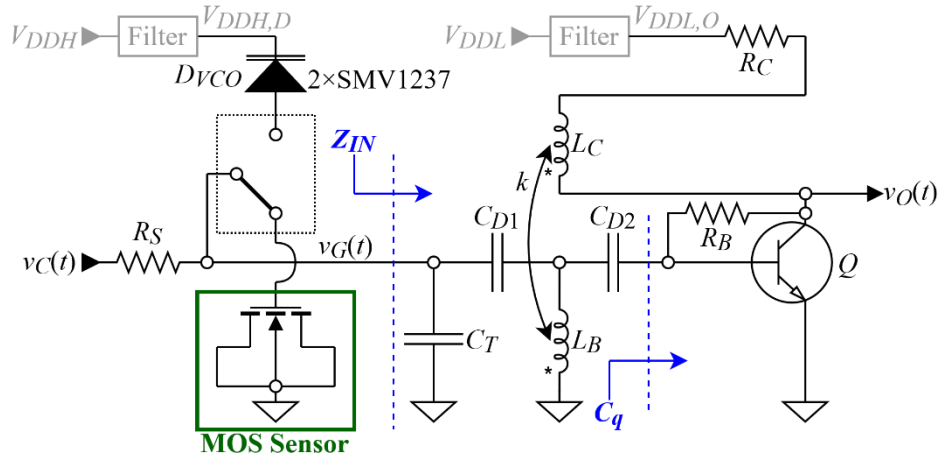 VDDH Filter VDDH,D VDDL Filter VDDL,O RC
DVCO 2×SMV1237
ZIN LC
*
k
RS CD1 CD2 RB vO(t)
vC(t) vG(t) Q
CT LB
*
Cq
MOS Sensor